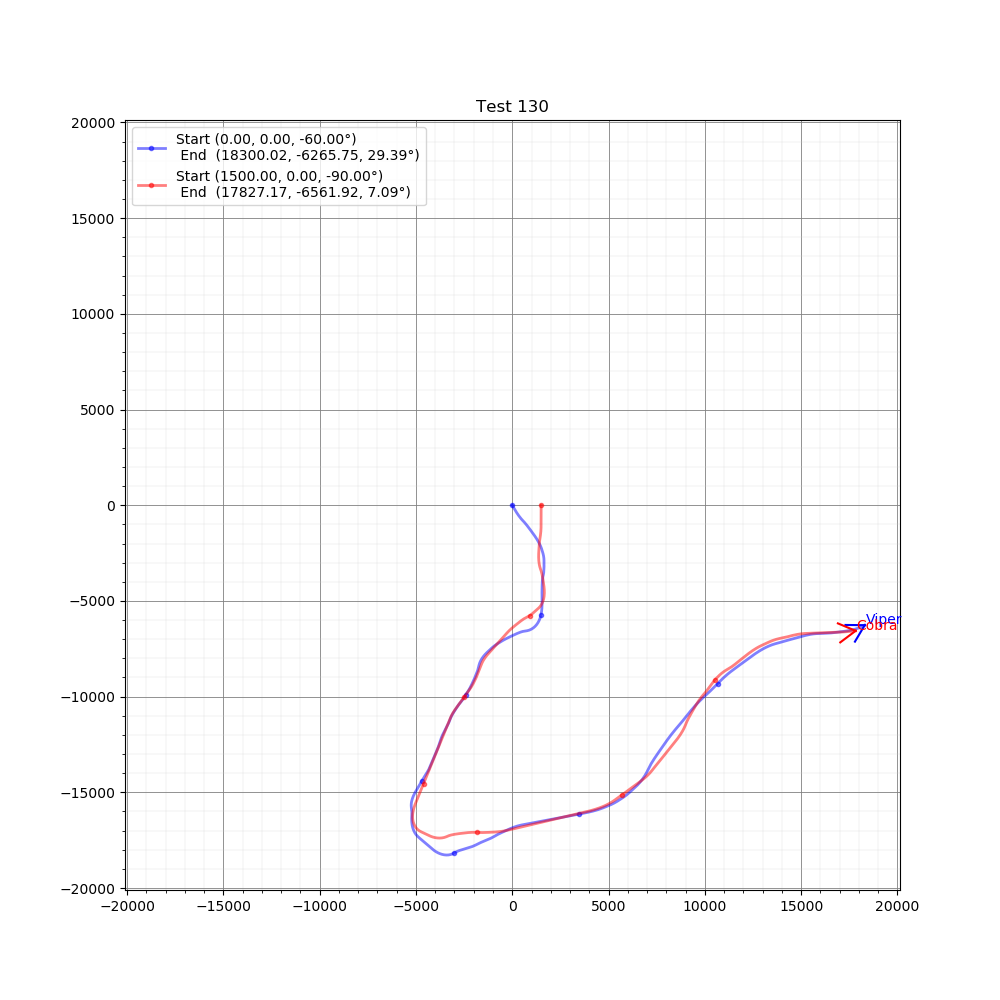 Test 130
Start (0.00, 0.00, -60.00°)
End (18300.02, -6265.75, 29.39°)
Start (1500.00, 0.00, -90.00°)
End (17827.17, -6561.92, 7.09°)
20000
15000
10000
5000
0
−5000
−10000
−15000
−20000
Viper
Cobra
−20000 −15000 −10000 −5000 0 5000 10000 15000 20000